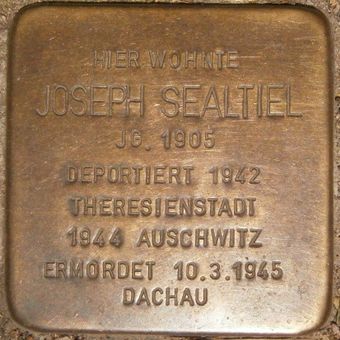 HIER WOHNTE
JOSEPH SEALTIEL
JG. 1905
DEPORTIERT 1942
THERESIENSTADT
1944 AUSCHWITZ
ERMORDET 10.3.1945
DACHAU